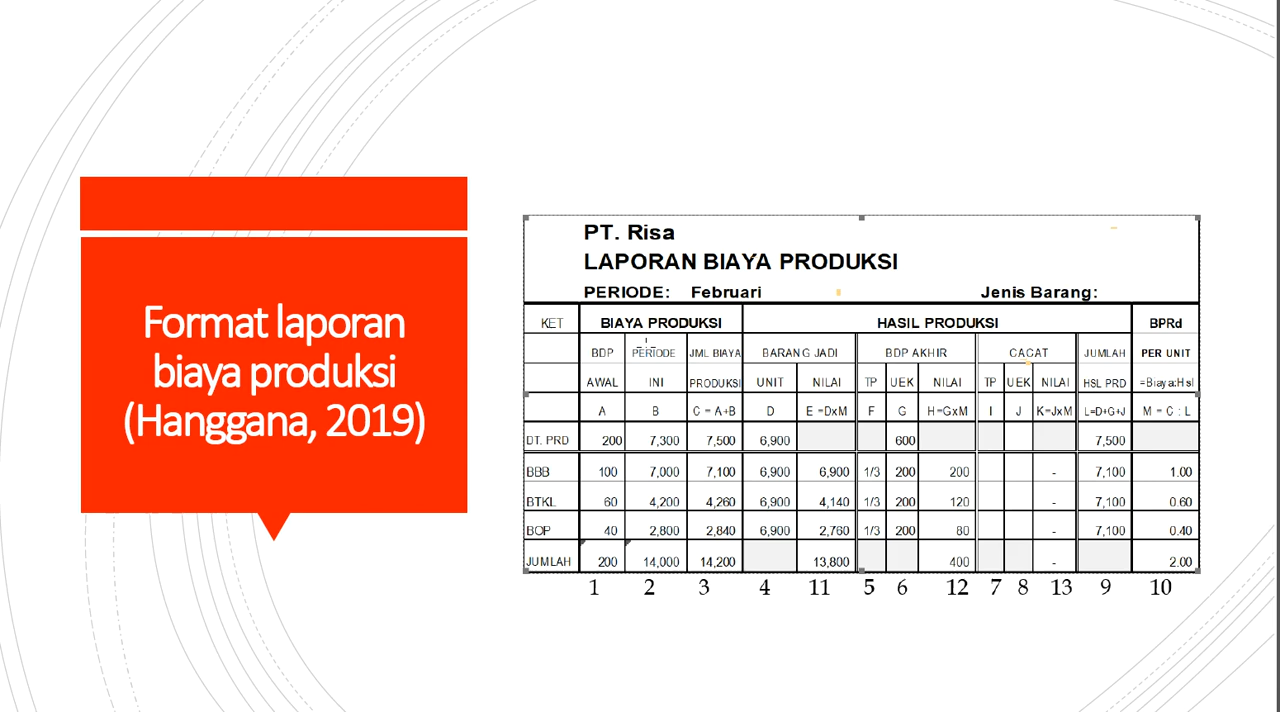 Format laporan
biaya produksi
(Hanggana, 2019)
PT. Risa
LAPORAN BIAYA PRODUKSI
PERIODE: Februari Jenis Barang:
KET BIAYA PRODUKSI HASIL PRODUKSI BPRd
BDP PERIODE JML BIAYA BARANG JADI BDP AKHIR CACAT JUMLAH PER UNIT
AWAL INI PRODUKSI UNIT NILAI TP UEK NILAI TP UEK NILAI HSL PRD =Biaya:Hsl
A B C = A+B D E =DxM F G H=GxM I J K=JxM L=D+G+J M = C : L
DT. PRD 200 7,300 7,500 6,900 600 7,500
BBB 100 7,000 7,100 6,900 6,900 1/3 200 200 - 7,100 1.00
BTKL 60 4,200 4,260 6,900 4,140 1/3 200 120 - 7,100 0.60
BOP 40 2,800 2,840 6,900 2,760 1/3 200 80 - 7,100 0.40
JUMLAH 200 14,000 14,200 13,800 400 - 2.00
1 2 3 4 11 5 6 12 7 8 13 9 10